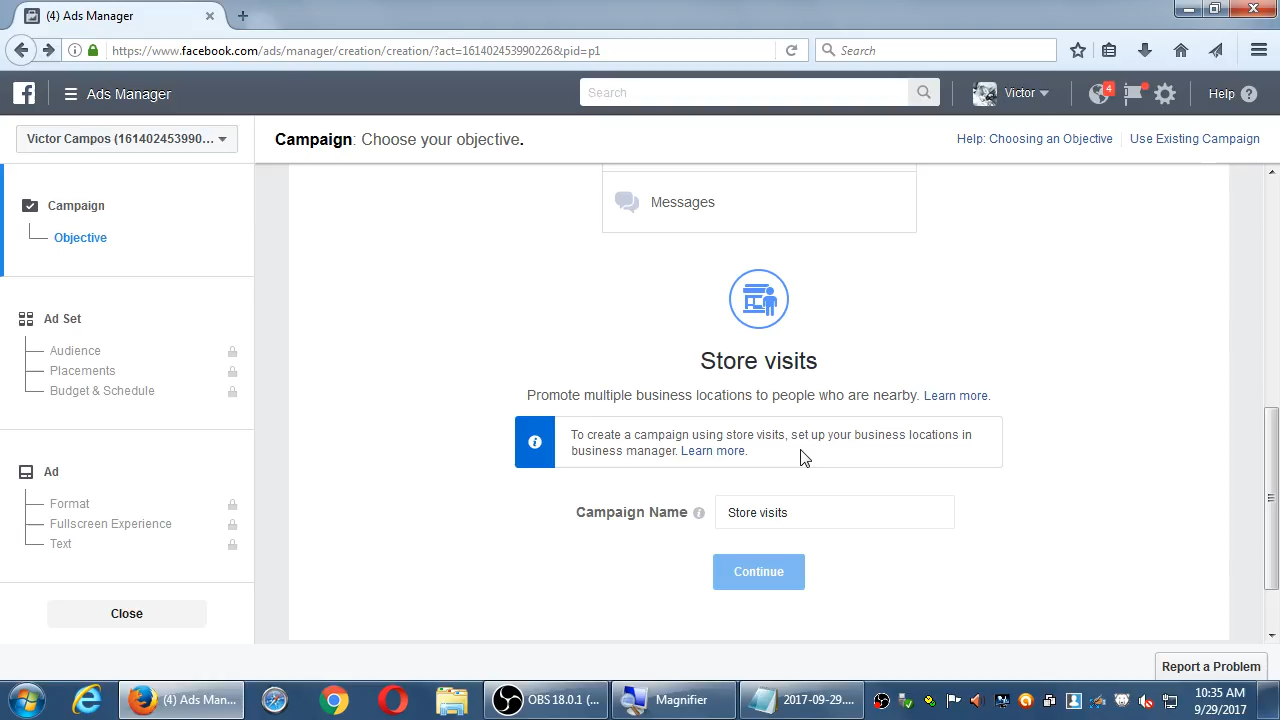 (4) Ads Manager
https://www.facebook.com/ads/manager/creation/creation/?act=1614024539902268&pid=p1
Search
Ads Manager
Search
Victor
4
Help
Victor Campos (161402453990...
Campaign: Choose your objective.
Help: Choosing an Objective
Use Existing Campaign
Campaign
Objective
Ad Set
Audience
Placements
Budget & Schedule
Ad
Format
Fullscreen Experience
Text
Close
Messages
Store visits
Promote multiple business locations to people who are nearby. Learn more.
To create a campaign using store visits, set up your business locations in
business manager. Learn more.
Campaign Name
Store visits
Continue
Report a Problem
(4) Ads Man...
OBS 18.0.1 (...
Magnifier
2017-09-29....
10:35 AM
9/29/2017